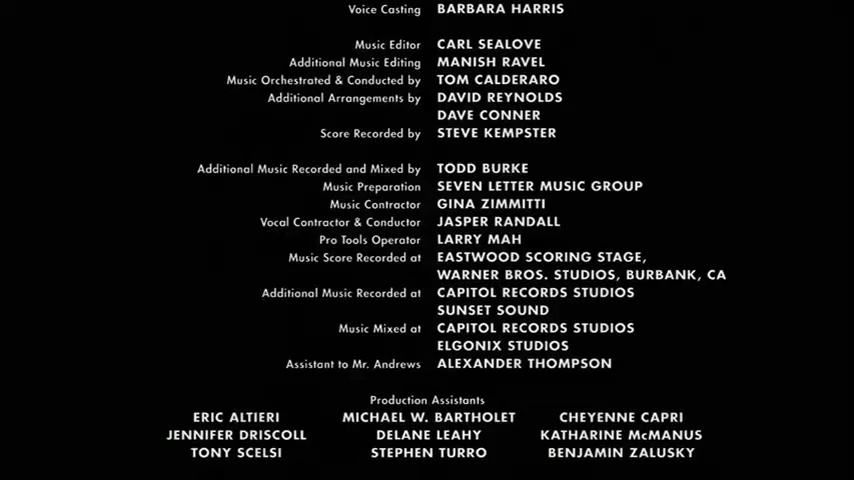 Voice Casting BARBARA HARRIS
Music Editor CARL SEALOVE
Additional Music Editing MANISH RAVEL
Music Orchestrated & Conducted by TOM CALDERARO
Additional Arrangements by DAVID REYNOLDS
DAVE CONNER
Score Recorded by STEVE KEMPSTER
Additional Music Recorded and Mixed by TODD BURKE
Music Preparation SEVEN LETTER MUSIC GROUP
Music Contractor GINA ZIMMITTI
Vocal Contractor & Conductor JASPER RANDALL
Pro Tools Operator LARRY MAH
Music Score Recorded at EASTWOOD SCORING STAGE,
WARNER BROS. STUDIOS, BURBANK, CA
Additional Music Recorded at CAPITOL RECORDS STUDIOS
SUNSET SOUND
Music Mixed at CAPITOL RECORDS STUDIOS
ELGONIX STUDIOS
Assistant to Mr. Andrews ALEXANDER THOMPSON
Production Assistants
ERIC ALTIERI MICHAEL W. BARTHOLET CHEYENNE CAPRI
JENNIFER DRISCOLL DELANE LEAHY KATHARINE McMANUS
TONY SCELSI STEPHEN TURRO BENJAMIN ZALUSKY